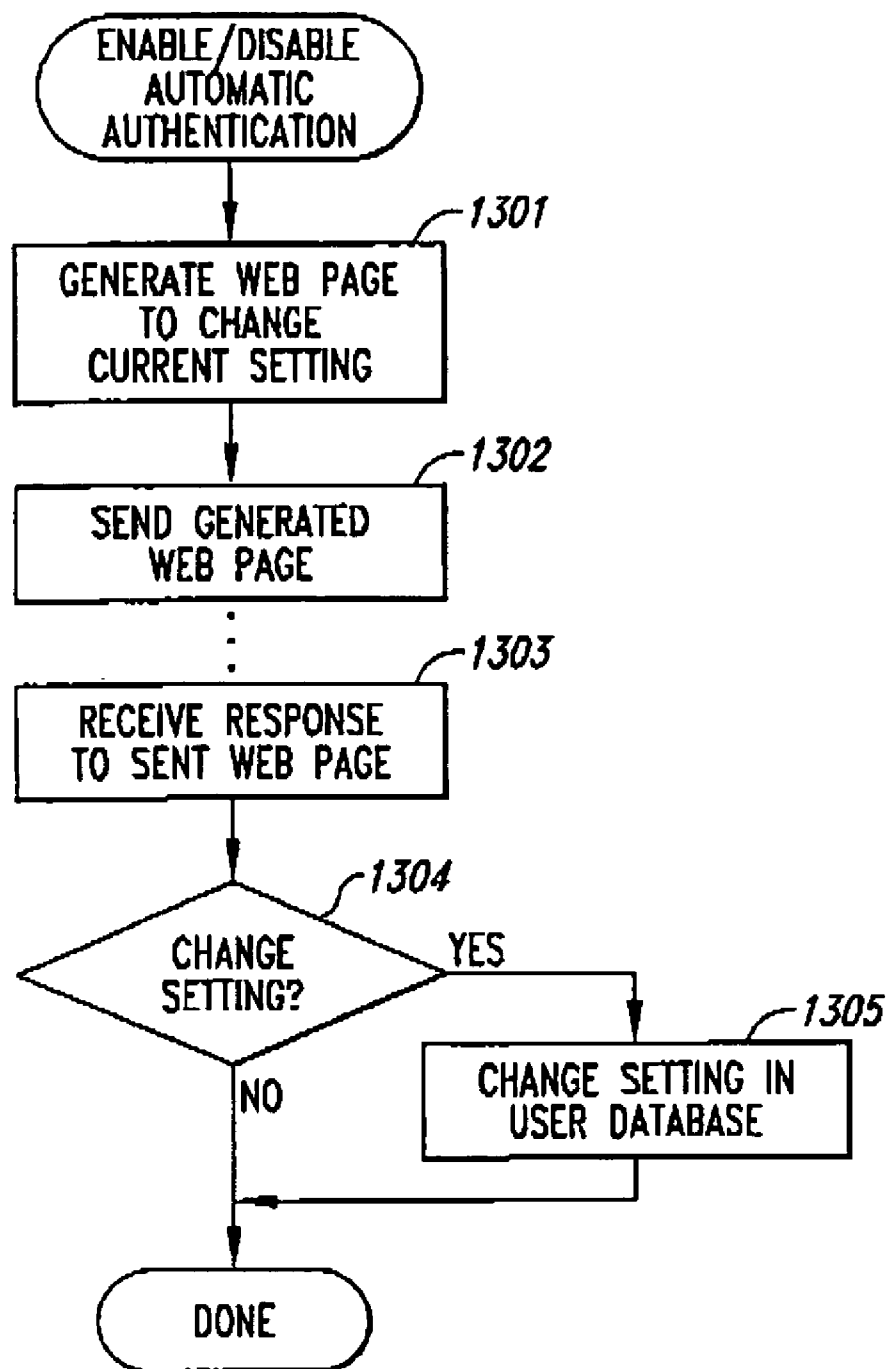 ENABLE/DISABLE
AUTOMATIC
AUTHENTICATION
1301
GENERATE WEB PAGE
TO CHANGE
CURRENT SETTING
1302
SEND GENERATED
WEB PAGE
1303
RECEIVE RESPONSE
TO SENT WEB PAGE
1304
CHANGE
SETTING?
YES
NO
1305
CHANGE SETTING IN
USER DATABASE
DONE